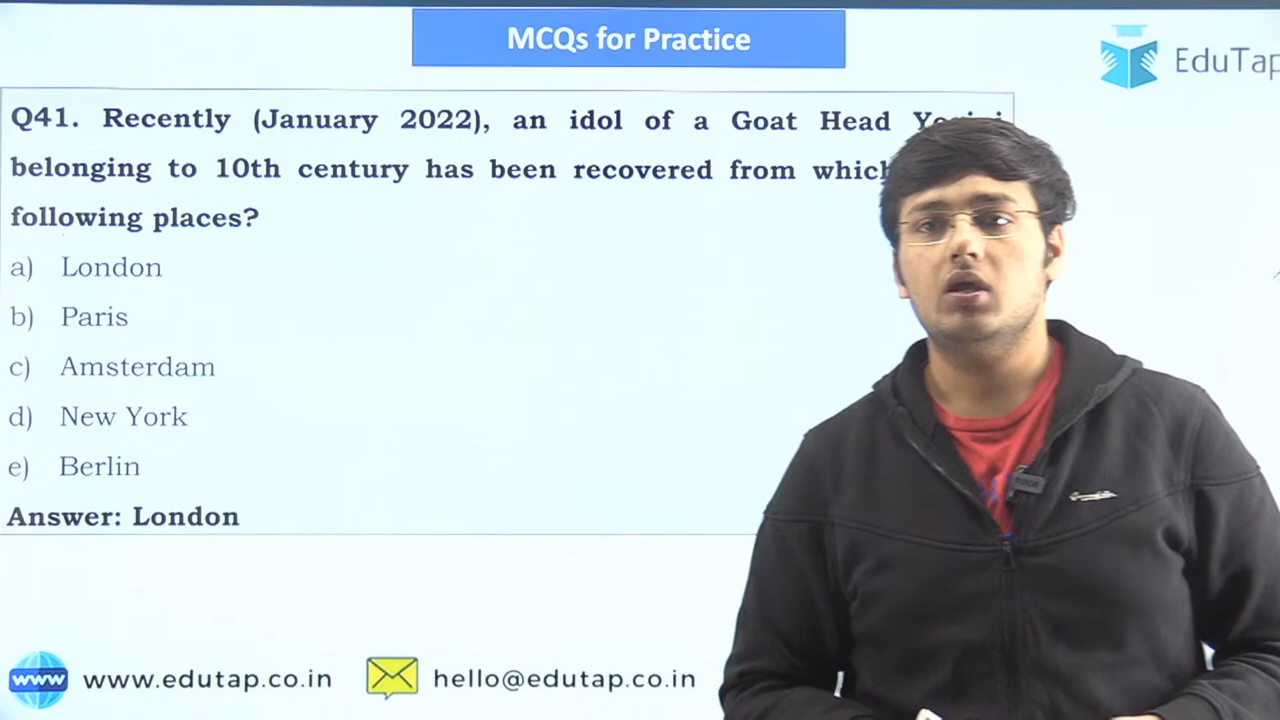 MCQs for Practice
EduTap
Q41. Recently (January 2022), an idol of a Goat Head
belonging to 10th century has been recovered from which
following places?
a) London
b) Paris
c) Amsterdam
d) New York
e) Berlin
Answer: London
www www.edutap.co.in hello@edutap.co.in